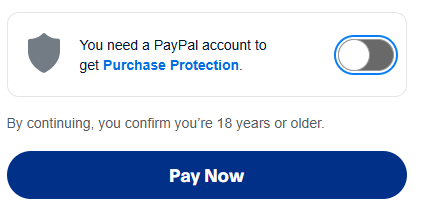 You need a PayPal account to
get Purchase Protection.
By continuing, you confirm you’re 18 years or older.
Pay Now